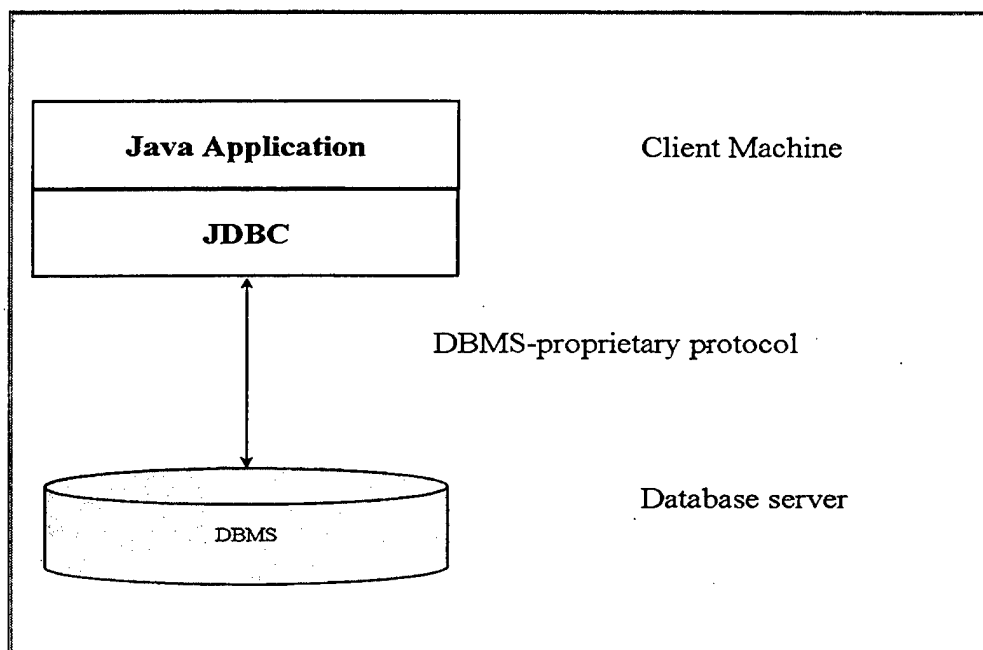 Java Application
Client Machine
JDBC
DBMS-proprietary protocol
Database server
DBMS